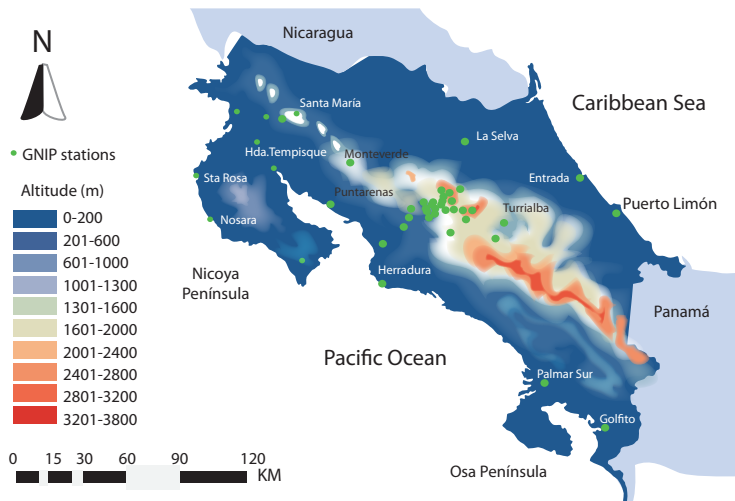 Nicaragua
N
Caribbean Sea
Santa María
La Selva
GNIP stations
Hda.Tempisque
Monteverde
Sta Rosa
Entrada
Altitude (m)
Puntarenas
Puerto Limón
0-200
Turrialba
201-600
Nosara
601-1000
1001-1300
Nicoya
Península
Herradura
1301-1600
1601-2000
Panamá
2001-2400
Pacific Ocean
2401-2800
Palmar Sur
2801-3200
3201-3800
Golfito
0 15 30 60 90 120
KM
Osa Península